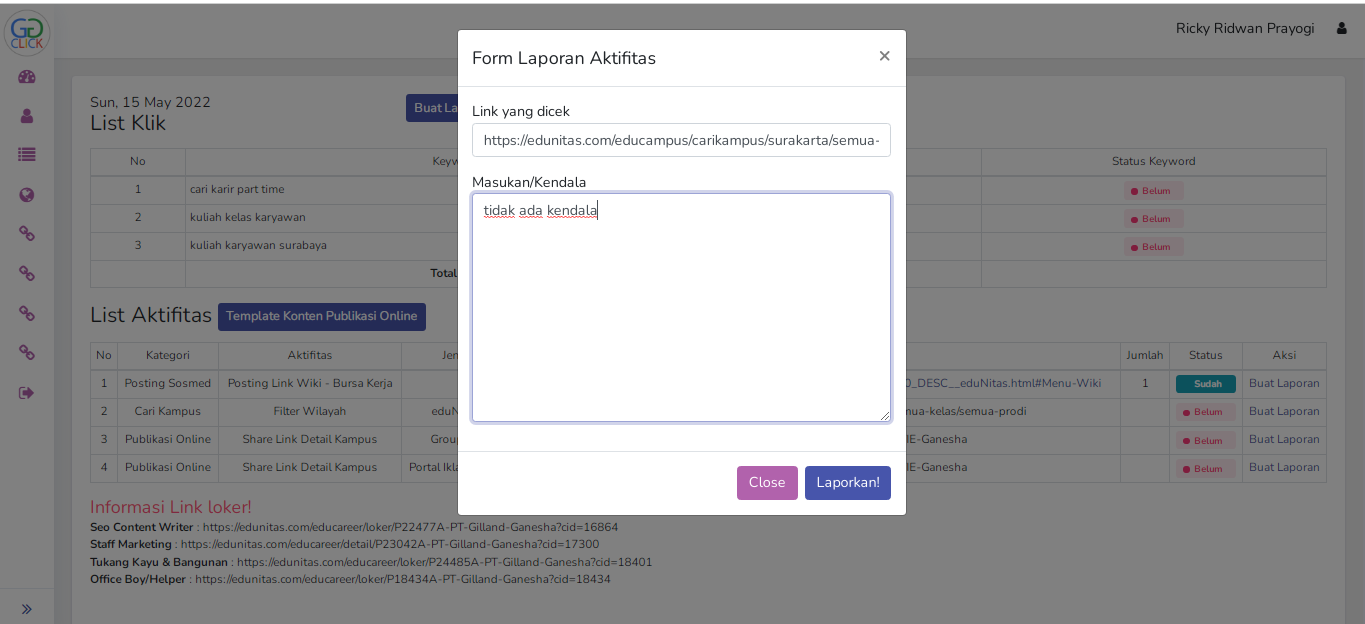 GG
CLICK
Ricky Ridwan Prayogi
Form Laporan Aktifitas
×
Link yang dicek
https://edunitas.com/educampus/carikampus/surakarta/semua-
Masukan/Kendala
tidak ada kendala
Close
Laporkan!
Sun, 15 May 2022
List Klik
Buat La
No Keyw Status Keyword
1 cari karir part time Belum
2 kuliah kelas karyawan Belum
3 kuliah karyawan surabaya Belum
Total
List Aktifitas
Template Konten Publikasi Online
No Kategori Aktifitas Jen Jumlah Status Aksi
1 Posting Sosmed Posting Link Wiki - Bursa Kerja 0_DESC__eduNitas.html#Menu-Wiki 1 Sudah Buat Laporan
2 Cari Kampus Filter Wilayah eduN mua-kelas/semua-prodi Belum Buat Laporan
3 Publikasi Online Share Link Detail Kampus Grou IE-Ganesha Belum Buat Laporan
4 Publikasi Online Share Link Detail Kampus Portal Ikla IE-Ganesha Belum Buat Laporan
Informasi Link loker!
Seo Content Writer : https://edunitas.com/educareer/loker/P22477A-PT-Gilland-Ganesha?cid=16864
Staff Marketing : https://edunitas.com/educareer/detail/P23042A-PT-Gilland-Ganesha?cid=17300
Tukang Kayu & Bangunan : https://edunitas.com/educareer/loker/P24485A-PT-Gilland-Ganesha?cid=18401
Office Boy/Helper : https://edunitas.com/educareer/loker/P18434A-PT-Gilland-Ganesha?cid=18434